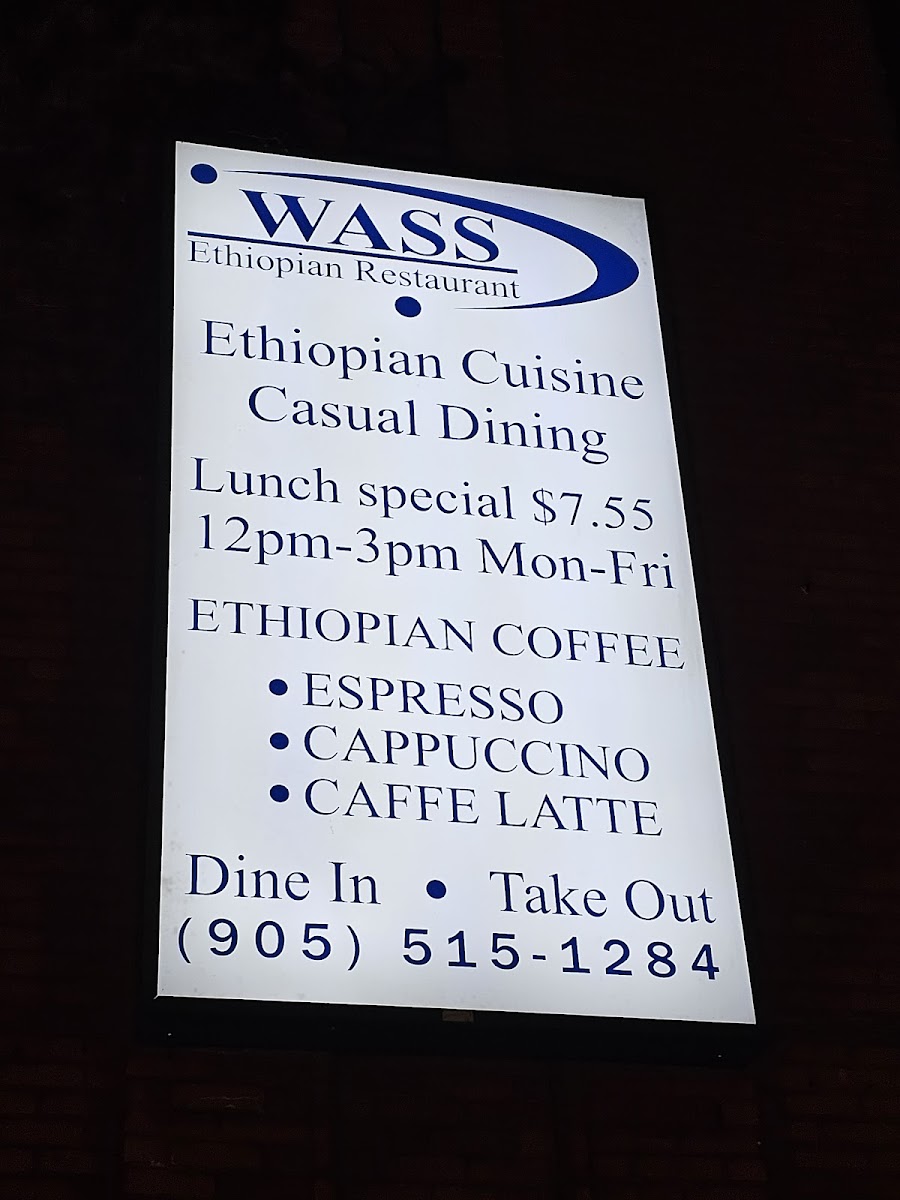 WASS
Ethiopian Restaurant
Ethiopian Cuisine
Casual Dining
Lunch special $7.55
12pm-3pm Mon-Fri
ETHIOPIAN COFFEE
• ESPRESSO
• CAPPUCCINO
• CAFFE LATTE
Dine In • Take Out
(905) 515-1284